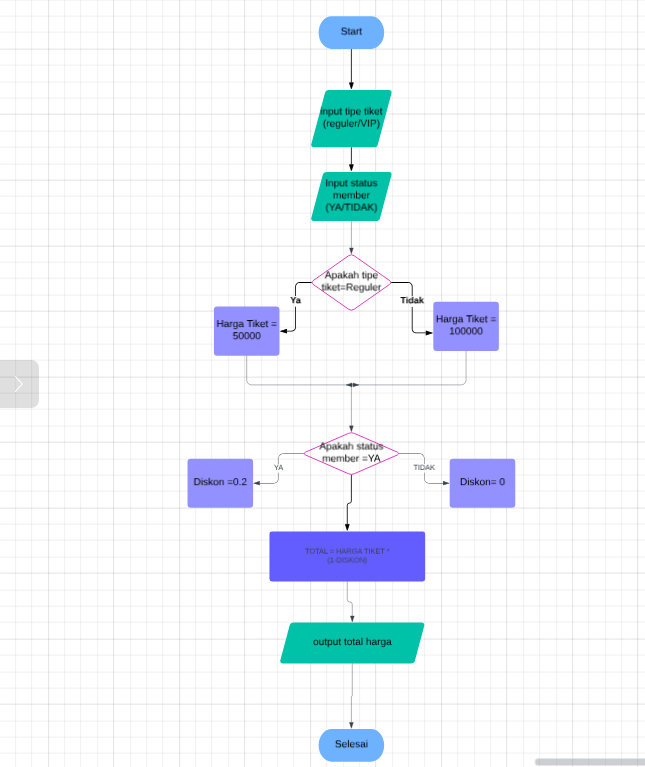 Start
Input tipe tiket
(reguler/VIP)
Input status
member
(YA/TIDAK)
Apakah tipe
tiket=Reguler
Ya
Tidak
Harga Tiket =
50000
Harga Tiket =
100000
Apakah status
member =YA
YA
TIDAK
Diskon =0.2
Diskon= 0
TOTAL = HARGA TIKET *
(1-DISKON)
output total harga
Selesai